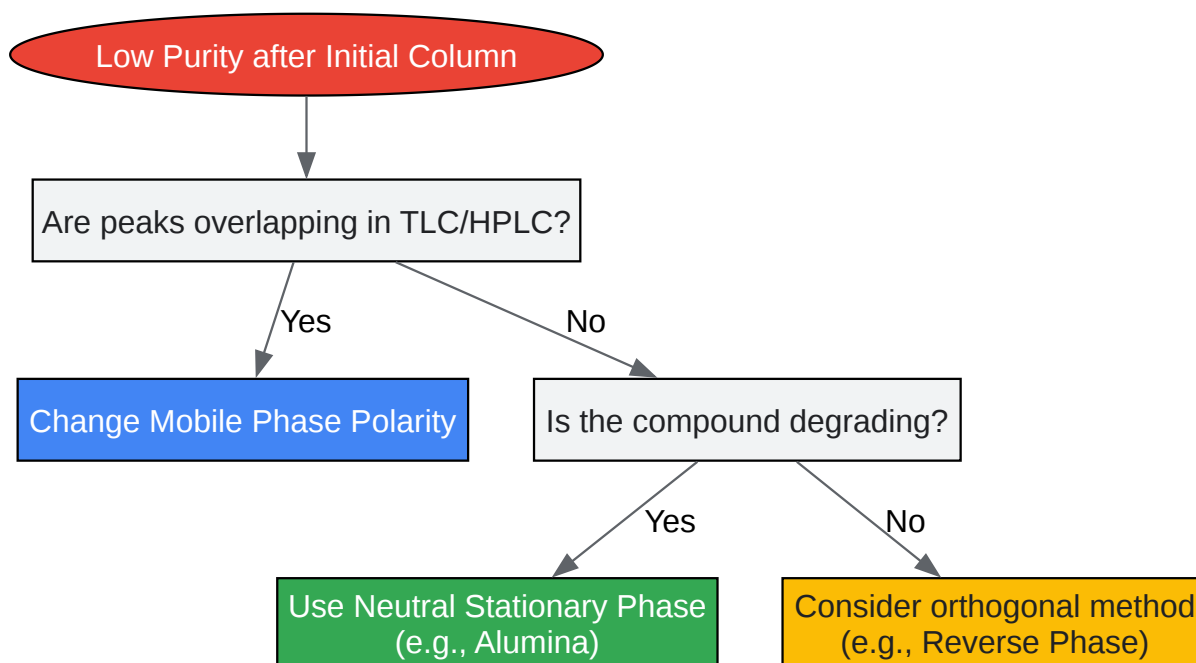 Low Purity after Initial Column
Are peaks overlapping in TLC/HPLC?
Yes
No
Change Mobile Phase Polarity
Is the compound degrading?
Yes
No
Use Neutral Stationary Phase
(e.g., Alumina)
Consider orthogonal method
(e.g., Reverse Phase)